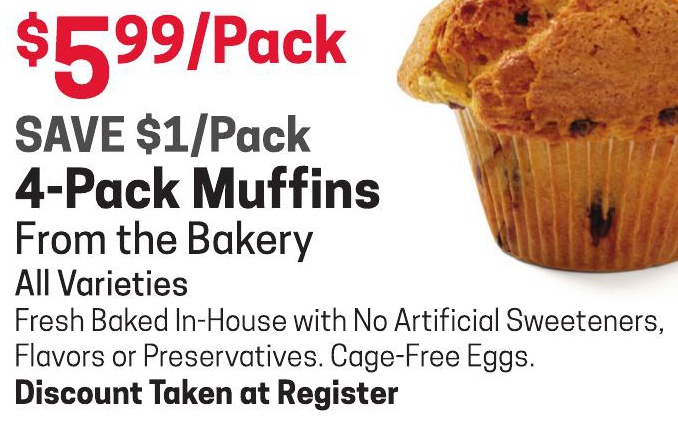 $5.99/Pack
SAVE $1/Pack
4-Pack Muffins
From the Bakery
All Varieties
Fresh Baked In-House with No Artificial Sweeteners,
Flavors or Preservatives. Cage-Free Eggs.
Discount Taken at Register